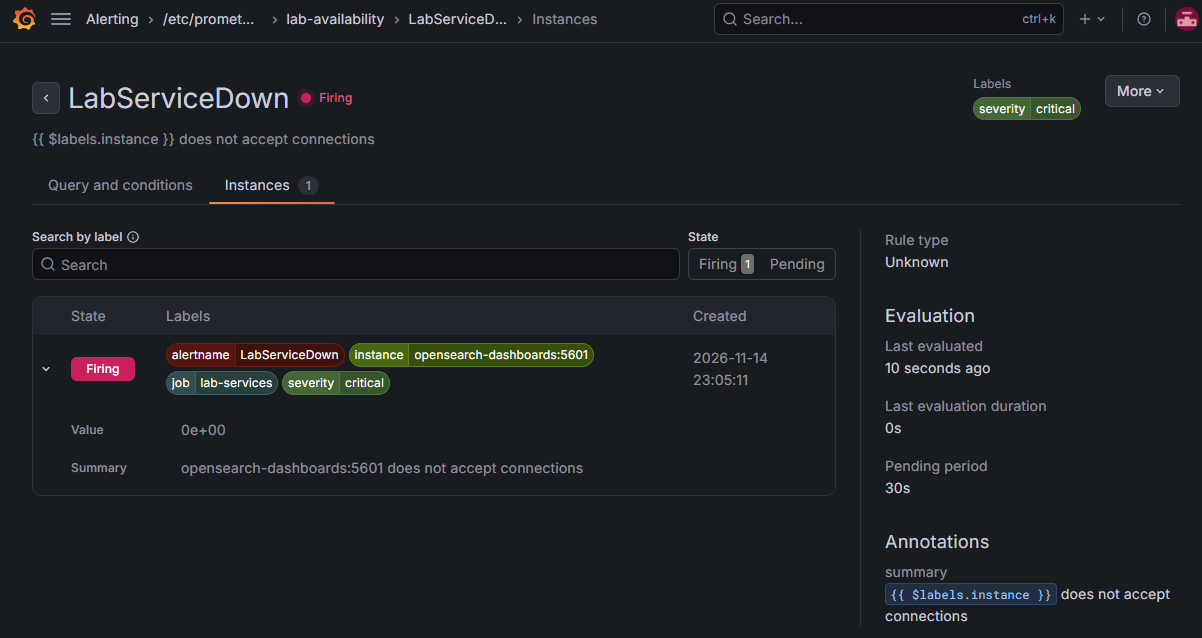 Alerting › /etc/promet... › lab-availability › LabServiceD... › Instances
Search... ctrl+k
LabServiceDown Firing
Labels
severity critical
More
{{ $labels.instance }} does not accept connections
Query and conditions
Instances 1
Search by label
Search
State
Firing 1 Pending
State Labels Created
Firing
alertname LabServiceDown instance opensearch-dashboards:5601
job lab-services severity critical
2026-11-14
23:05:11
Value 0e+00
Summary opensearch-dashboards:5601 does not accept connections
Rule type
Unknown
Evaluation
Last evaluated
10 seconds ago
Last evaluation duration
0s
Pending period
30s
Annotations
summary
{{ $labels.instance }} does not accept
connections